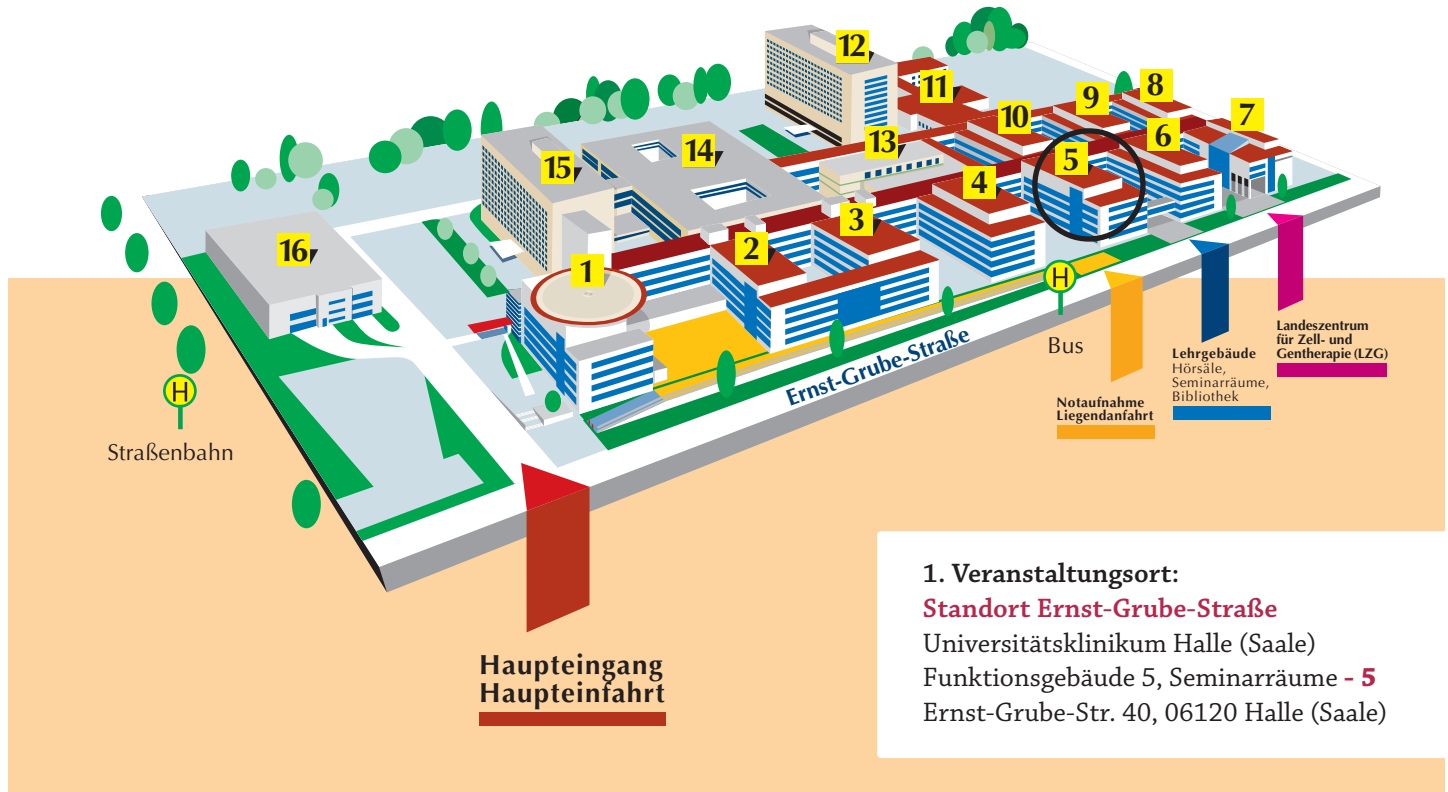 12
11
10
9
8
7
6
5
4
13
14
15
3
2
1
16
H
Straßenbahn
H
Bus
Ernst-Grube-Straße
Notaufnahme
Liegendanfahrt
Lehrgebäude
Hörsäle,
Seminarräume,
Bibliothek
Landeszentrum
für Zell- und
Gentherapie (LZG)
Haupteingang
Haupteinfahrt
1. Veranstaltungsort:
Standort Ernst-Grube-Straße
Universitätsklinikum Halle (Saale)
Funktionsgebäude 5, Seminarräume - 5
Ernst-Grube-Str. 40, 06120 Halle (Saale)